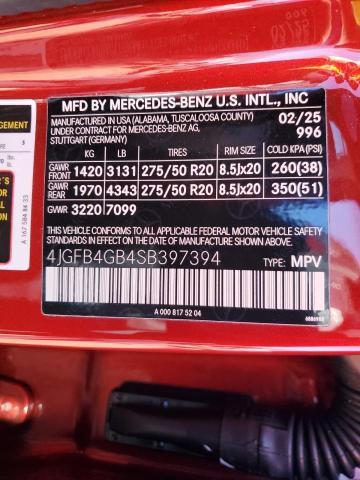 MFD BY MERCEDES-BENZ U.S. INTL., INC
MANUFACTURED IN USA (ALABAMA, TUSCALOOSA COUNTY) 02/25
UNDER CONTRACT FOR MERCEDES-BENZ AG, 996
STUTTGART (GERMANY)
KG LB TIRES RIM SIZE COLD KPA(PSI)
GAWR FRONT 1420 3131 275/50 R20 8.5Jx20 260(38)
GAWR REAR 1970 4343 275/50 R20 8.5Jx20 350(51)
GVWR 3220 7099
THIS VEHICLE CONFORMS TO ALL APPLICABLE FEDERAL MOTOR VEHICLE SAFETY
STANDARDS IN EFFECT ON THE DATE OF MANUFACTURE SHOWN ABOVE.
4JGFB4GB4SB397394 TYPE: MPV
A 000 817 52 04
A 167 584 84 33